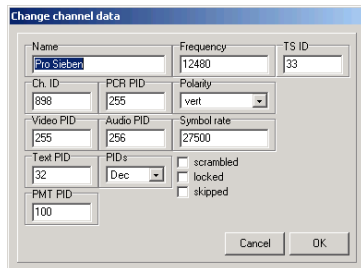 Change channel data
Name Frequency TS ID
Pro Sieben 12480 33
Ch. ID PCR PID Polarity
898 255 vert
Video PID Audio PID Symbol rate
255 256 27500
Text PID PIDs
32 Dec
scrambled
locked
skipped
PMT PID
100
Cancel OK